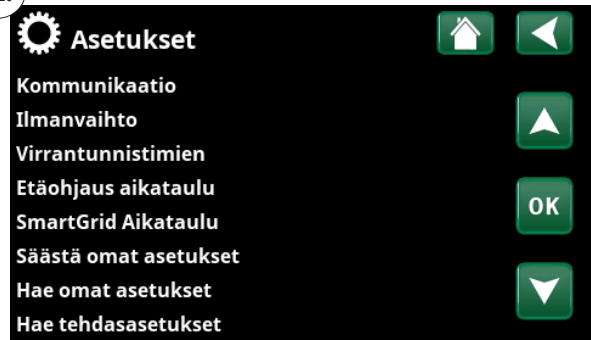 Asetukset
Kommunikaatio
Ilmanvaihto
Virrantunnistimien
Etäohjaus aikataulu
OK
SmartGrid Aikataulu
Säästä omat asetukset
Hae omat asetukset
Hae tehdasasetukset